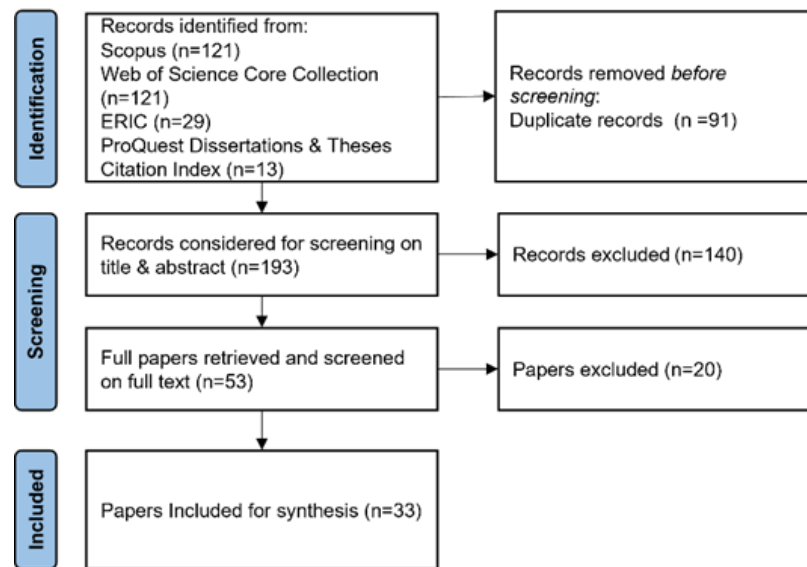 Identification
Records identified from:
Scopus (n=121)
Web of Science Core Collection
(n=121)
ERIC (n=29)
ProQuest Dissertations & Theses
Citation Index (n=13)
Records removed before
screening:
Duplicate records (n =91)
Screening
Records considered for screening on
title & abstract (n=193)
Records excluded (n=140)
Full papers retrieved and screened
on full text (n=53)
Papers excluded (n=20)
Included
Papers Included for synthesis (n=33)